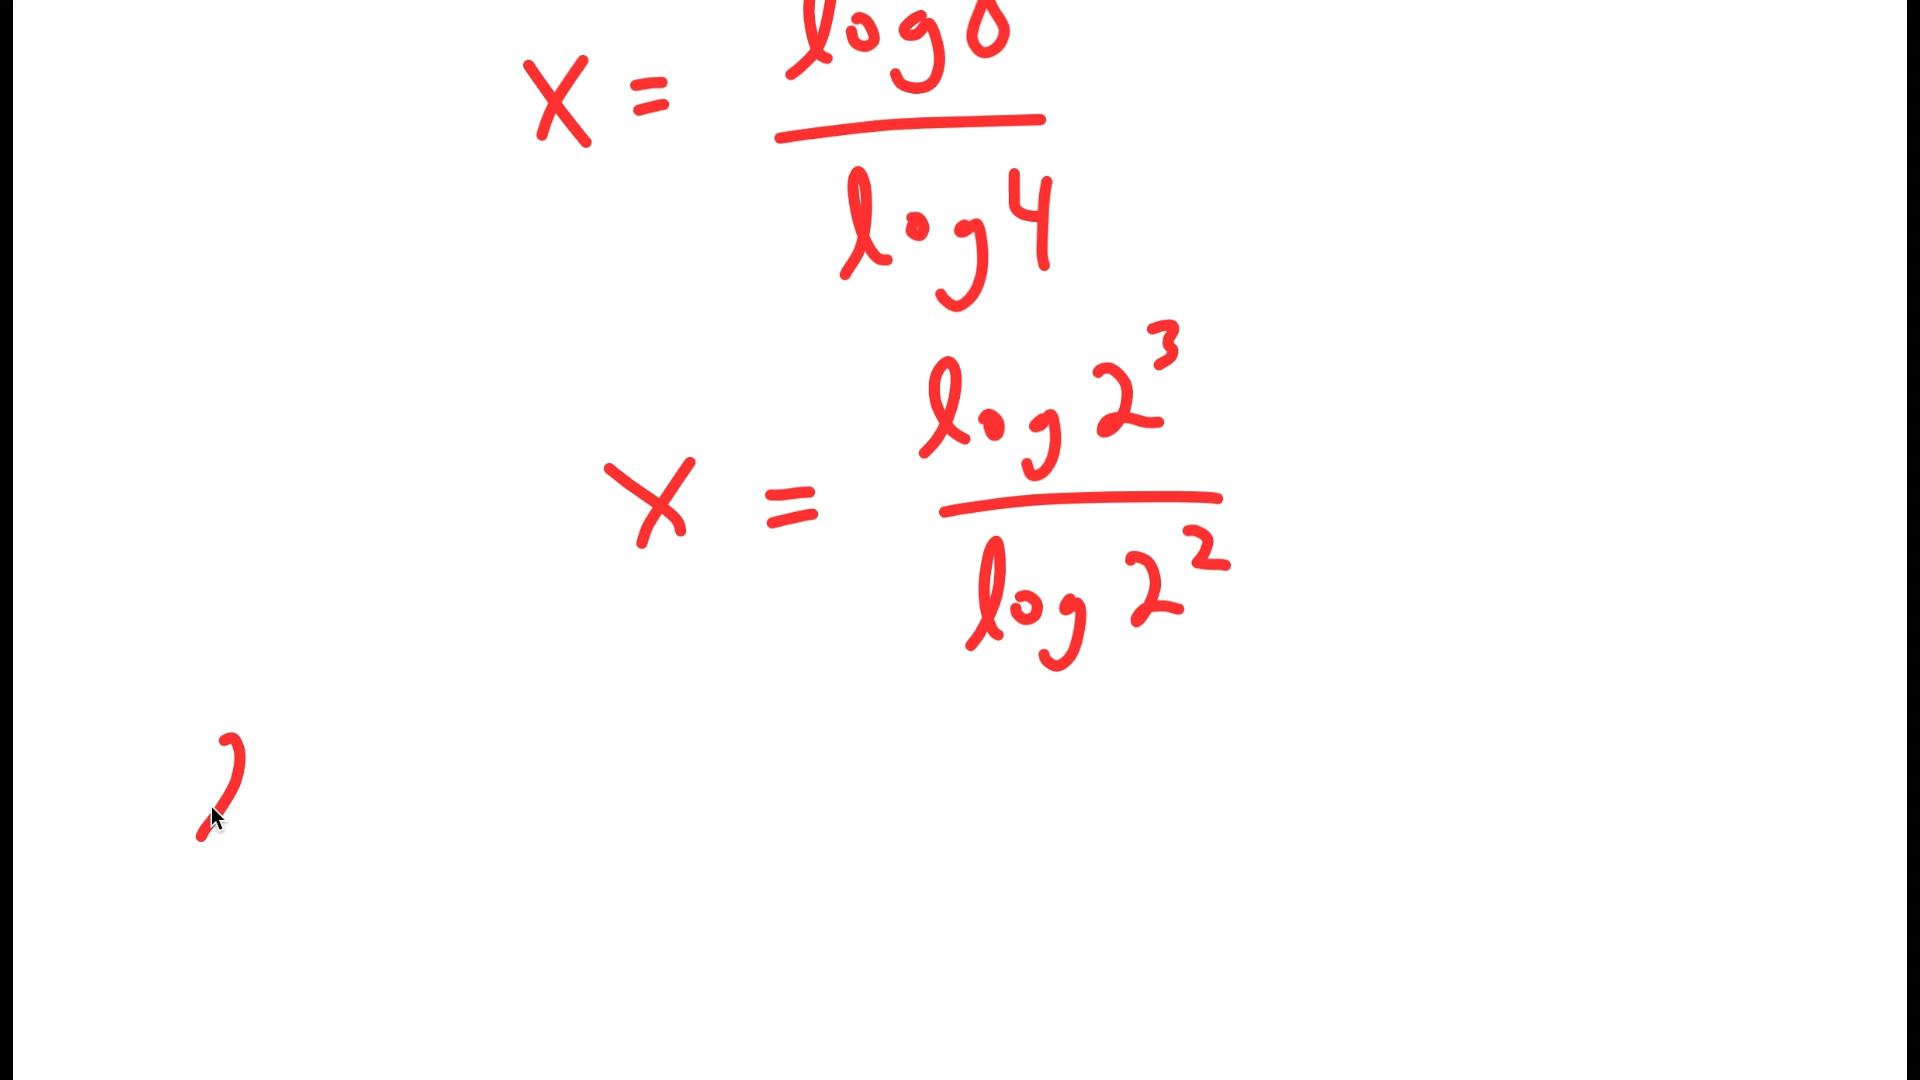 x = log 8 / log 4
x = log 2³ / log 2²